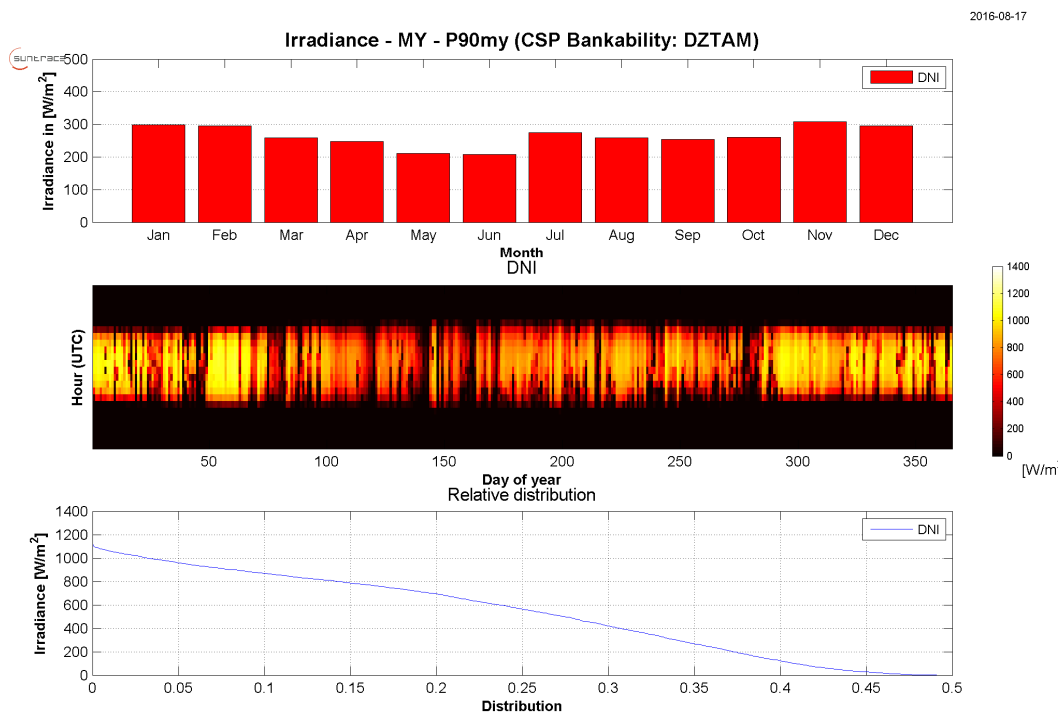 2016-08-17
Irradiance - MY - P90my (CSP Bankability: DZTAM)
suntrace
500
400
300
200
100
0
Irradiance in [W/m²]
DNI
Jan Feb Mar Apr May Jun Jul Aug Sep Oct Nov Dec
Month
DNI
Hour (UTC)
50 100 150 200 250 300 350
Day of year
1400
1200
1000
800
600
400
200
0
[W/m
Relative distribution
1400
1200
1000
800
600
400
200
0
Irradiance [W/m²]
DNI
0 0.05 0.1 0.15 0.2 0.25 0.3 0.35 0.4 0.45 0.5
Distribution